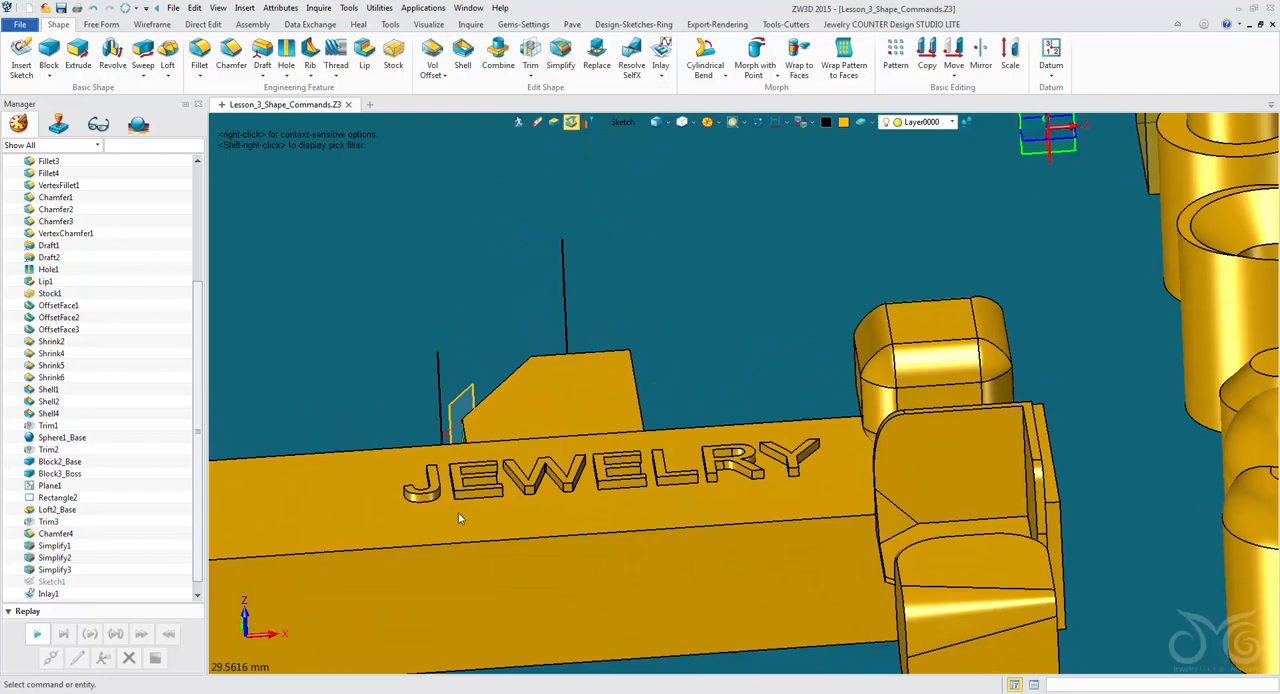 File Edit View Insert Attributes Inquire Tools Utilities Applications Window Help
ZW3D 2015 - [Lesson_3_Shape_Commands.Z3]
File Shape Free Form Wireframe Direct Edit Assembly Data Exchange Heal Tools Visualize Inquire Gems-Settings Pave Design-Sketches-Ring Export-Rendering Tools-Cutters Jewelry COUNTER Design STUDIO LITE
Insert Sketch Block Extrude Revolve Sweep Loft Fillet Chamfer Draft Hole Rib Thread Lip Stock Vol Offset Shell Combine Trim Simplify Replace Resolve SelfX Inlay Cylindrical Bend Morph with Point Wrap to Faces Wrap Pattern to Faces Pattern Copy Move Mirror Scale Datum
Basic Shape Engineering Feature Edit Shape Morph Basic Editing Datum
Manager
Lesson_3_Shape_Commands.Z3
<right-click> for context-sensitive options.
<Shift-right-click> to display pick filter.
Sketch
Layer0000
Show All
Fillet3
Fillet4
VertexFillet1
Chamfer1
Chamfer2
Chamfer3
VertexChamfer1
Draft1
Draft2
Hole1
Lip1
Stock1
OffsetFace1
OffsetFace2
OffsetFace3
Shrink2
Shrink4
Shrink5
Shrink6
Shell1
Shell2
Shell4
Trim1
Sphere1_Base
Trim2
Block2_Base
Block3_Boss
Plane1
Rectangle2
Loft2_Base
Trim3
Chamfer4
Simplify1
Simplify2
Simplify3
Sketch1
Inlay1
Replay
JEWELRY
Z
X
29.5616 mm
Select command or entity.